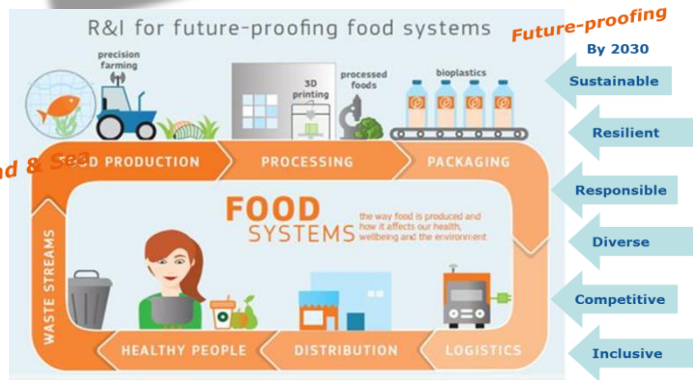 R&I for future-proofing food systems
Future-proofing
By 2030
precision
farming
3D
printing
processed
foods
bioplastics
Sustainable
Resilient
& Sea
PRODUCTION
PROCESSING
PACKAGING
Responsible
FOOD
SYSTEMS
the way food is produced and
how it affects our health,
wellbeing and the environment
Diverse
WASTE STREAMS
Competitive
HEALTHY PEOPLE
DISTRIBUTION
LOGISTICS
Inclusive